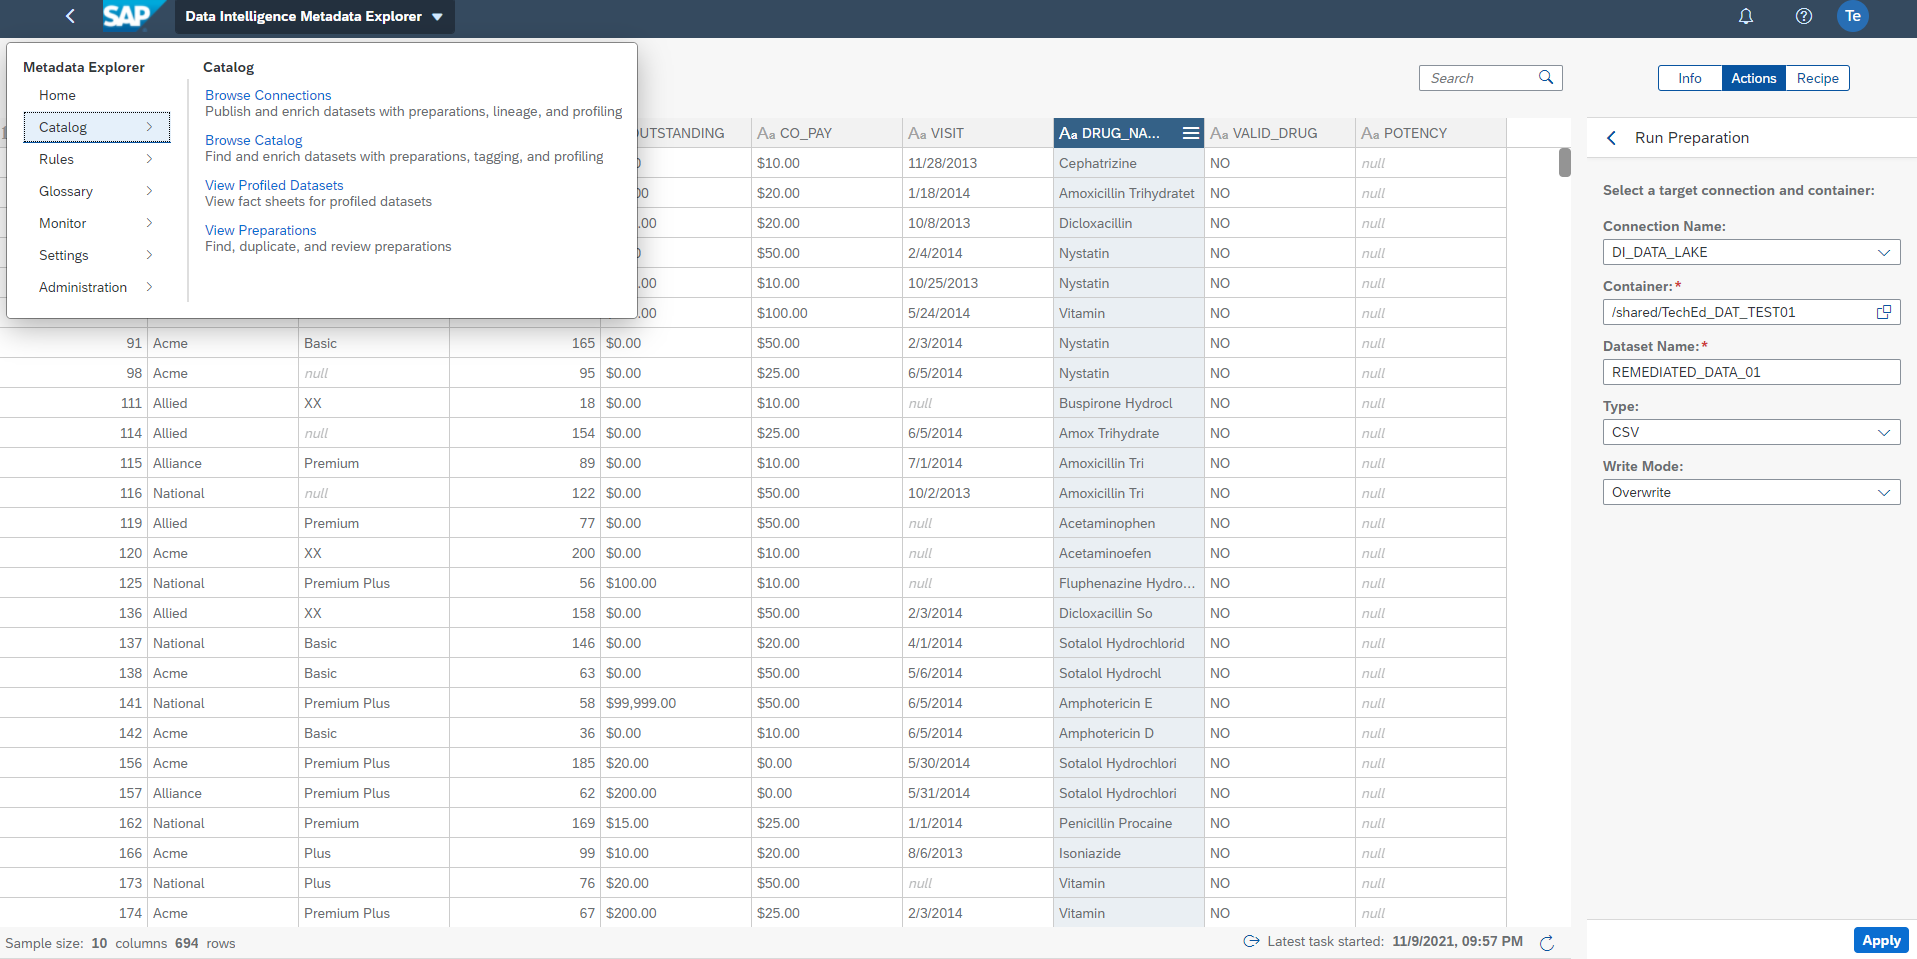 SAP Data Intelligence Metadata Explorer Te
Metadata Explorer
Home
Catalog
Rules
Glossary
Monitor
Settings
Administration
Catalog
Browse Connections
Publish and enrich datasets with preparations, lineage, and profiling
Browse Catalog
Find and enrich datasets with preparations, tagging, and profiling
View Profiled Datasets
View fact sheets for profiled datasets
View Preparations
Find, duplicate, and review preparations
Search
Info Actions Recipe
UTSTANDING Aa CO_PAY Aa VISIT Aa DRUG_NA... Aa VALID_DRUG Aa POTENCY
$10.00 11/28/2013 Cephatrizine NO null
00 $20.00 1/18/2014 Amoxicillin Trihydratet NO null
.00 $20.00 10/8/2013 Dicloxacillin NO null
$50.00 2/4/2014 Nystatin NO null
.00 $10.00 10/25/2013 Nystatin NO null
.00 $100.00 5/24/2014 Vitamin NO null
91 Acme Basic 165 $0.00 $50.00 2/3/2014 Nystatin NO null
98 Acme null 95 $0.00 $25.00 6/5/2014 Nystatin NO null
111 Allied XX 18 $0.00 $10.00 null Buspirone Hydrocl NO null
114 Allied null 154 $0.00 $25.00 6/5/2014 Amox Trihydrate NO null
115 Alliance Premium 89 $0.00 $10.00 7/1/2014 Amoxicillin Tri NO null
116 National null 122 $0.00 $50.00 10/2/2013 Amoxicillin Tri NO null
119 Allied Premium 77 $0.00 $50.00 null Acetaminophen NO null
120 Acme XX 200 $0.00 $10.00 null Acetaminoefen NO null
125 National Premium Plus 56 $100.00 $10.00 null Fluphenazine Hydro... NO null
136 Allied XX 158 $0.00 $50.00 2/3/2014 Dicloxacillin So NO null
137 National Basic 146 $0.00 $20.00 4/1/2014 Sotalol Hydrochlorid NO null
138 Acme Basic 63 $0.00 $50.00 5/6/2014 Sotalol Hydrochl NO null
141 National Premium Plus 58 $99,999.00 $50.00 6/5/2014 Amphotericin E NO null
142 Acme Basic 36 $0.00 $10.00 6/5/2014 Amphotericin D NO null
156 Acme Premium Plus 185 $20.00 $0.00 5/30/2014 Sotalol Hydrochlori NO null
157 Alliance Premium Plus 62 $200.00 $0.00 5/31/2014 Sotalol Hydrochlori NO null
162 National Premium 169 $15.00 $25.00 1/1/2014 Penicillin Procaine NO null
166 Acme Plus 99 $10.00 $20.00 8/6/2013 Isoniazide NO null
173 National Plus 76 $20.00 $50.00 null Vitamin NO null
174 Acme Premium Plus 67 $200.00 $25.00 2/3/2014 Vitamin NO null
Sample size: 10 columns 694 rows
Latest task started: 11/9/2021, 09:57 PM
Run Preparation
Select a target connection and container:
Connection Name:
DI_DATA_LAKE
Container:*
/shared/TechEd_DAT_TEST01
Dataset Name:*
REMEDIATED_DATA_01
Type:
CSV
Write Mode:
Overwrite
Apply